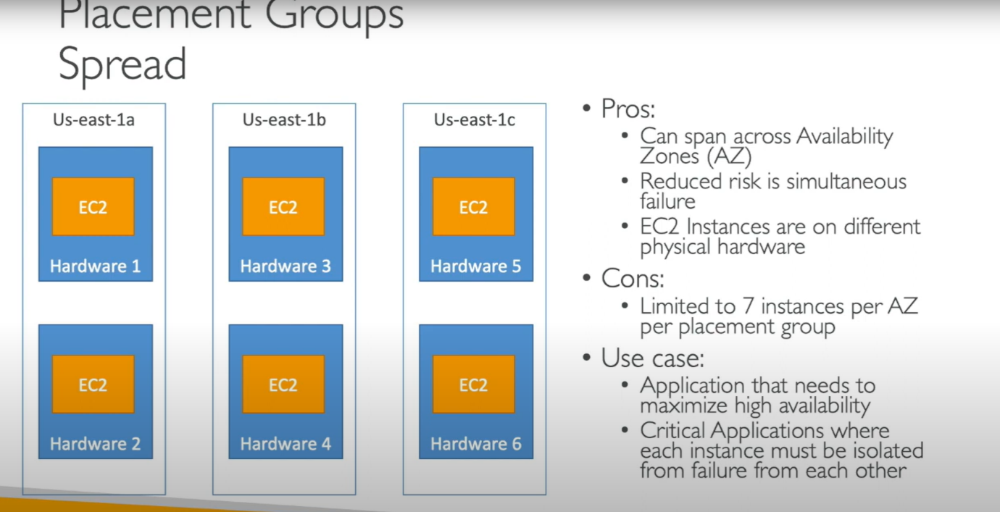 Placement Groups
Spread
Us-east-1a
EC2
Hardware 1
EC2
Hardware 2
Us-east-1b
EC2
Hardware 3
EC2
Hardware 4
Us-east-1c
EC2
Hardware 5
EC2
Hardware 6
• Pros:
• Can span across Availability
Zones (AZ)
• Reduced risk is simultaneous
failure
• EC2 Instances are on different
physical hardware
• Cons:
• Limited to 7 instances per AZ
per placement group
• Use case:
• Application that needs to
maximize high availability
• Critical Applications where
each instance must be isolated
from failure from each other